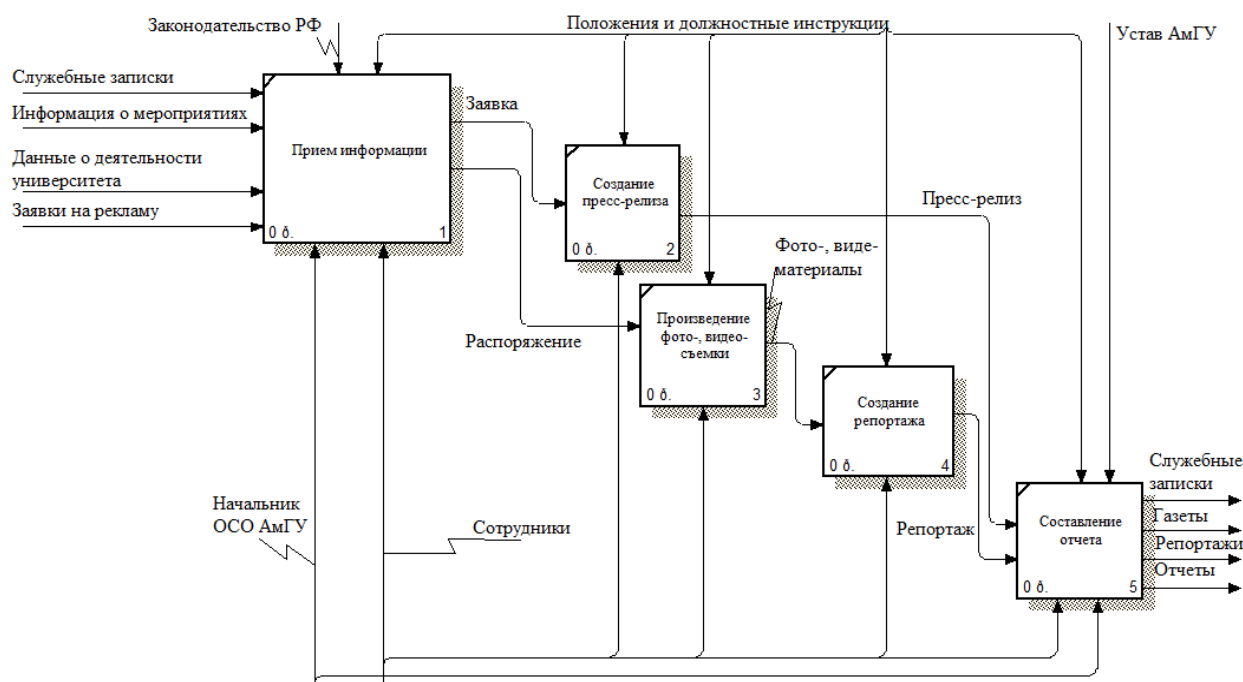 Законодательство РФ
Положения и должностные инструкции
Устав АмГУ
Служебные записки
Информация о мероприятиях
Данные о деятельности
университета
Заявки на рекламу
Прием информации
0 ð.
1
Заявка
Создание
пресс-релиза
0 ð.
2
Пресс-релиз
Фото-, виде-
материалы
Распоряжение
Произведение
фото-, видео-
съемки
0 ð.
3
Создание
репортажа
0 ð.
4
Начальник
ОСО АмГУ
Сотрудники
Репортаж
Составление
отчета
0 ð.
5
Служебные
записки
Газеты
Репортажи
Отчеты